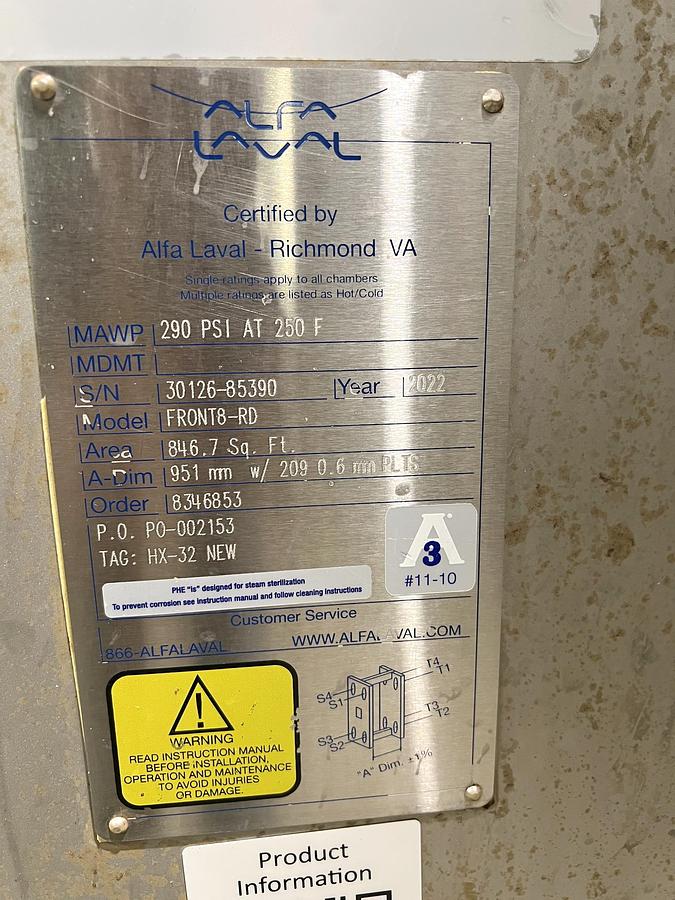 ALFA
LAVAL
Certified by
Alfa Laval - Richmond VA
Single ratings apply to all chambers
Multiple ratings are listed as Hot/Cold
MAWP 290 PSI AT 250 F
MDMT
S/N 30126-85390 Year 2022
Model FRONT8-RD
Area 846.7 Sq. Ft.
A-Dim 951 mm w/ 209 0.6 mm PLTS
Order 8346853
P.O. PO-002153
TAG: HX-32 NEW
A
3
#11-10
PHE "is" designed for steam sterilization
To prevent corrosion see instruction manual and follow cleaning instructions
Customer Service
866-ALFALAVAL WWW.ALFALAVAL.COM
WARNING
READ INSTRUCTION MANUAL
BEFORE INSTALLATION,
OPERATION AND MAINTENANCE
TO AVOID INJURIES
OR DAMAGE.
S4
S1
T4
T1
S3
S2
T3
T2
"A" Dim. ±1%
Product
Information